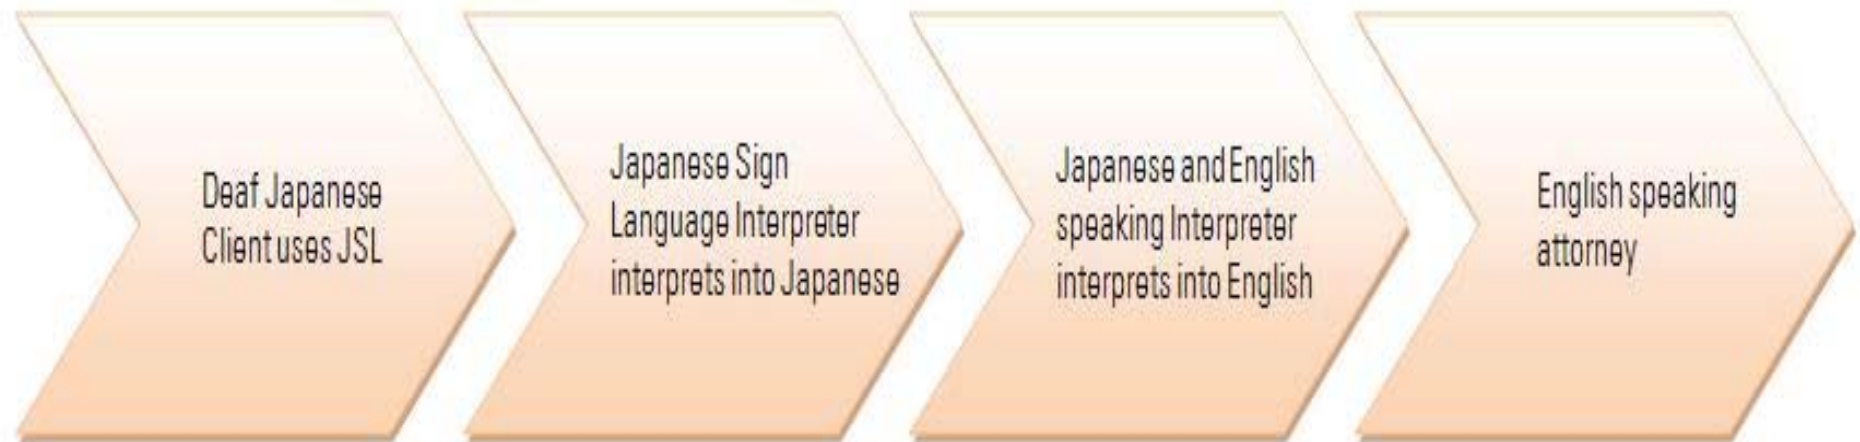 Deaf Japanese
Client uses JSL
Japanese Sign
Language Interpreter
interprets into Japanese
Japanese and English
speaking Interpreter
interprets into English
English speaking
attorney